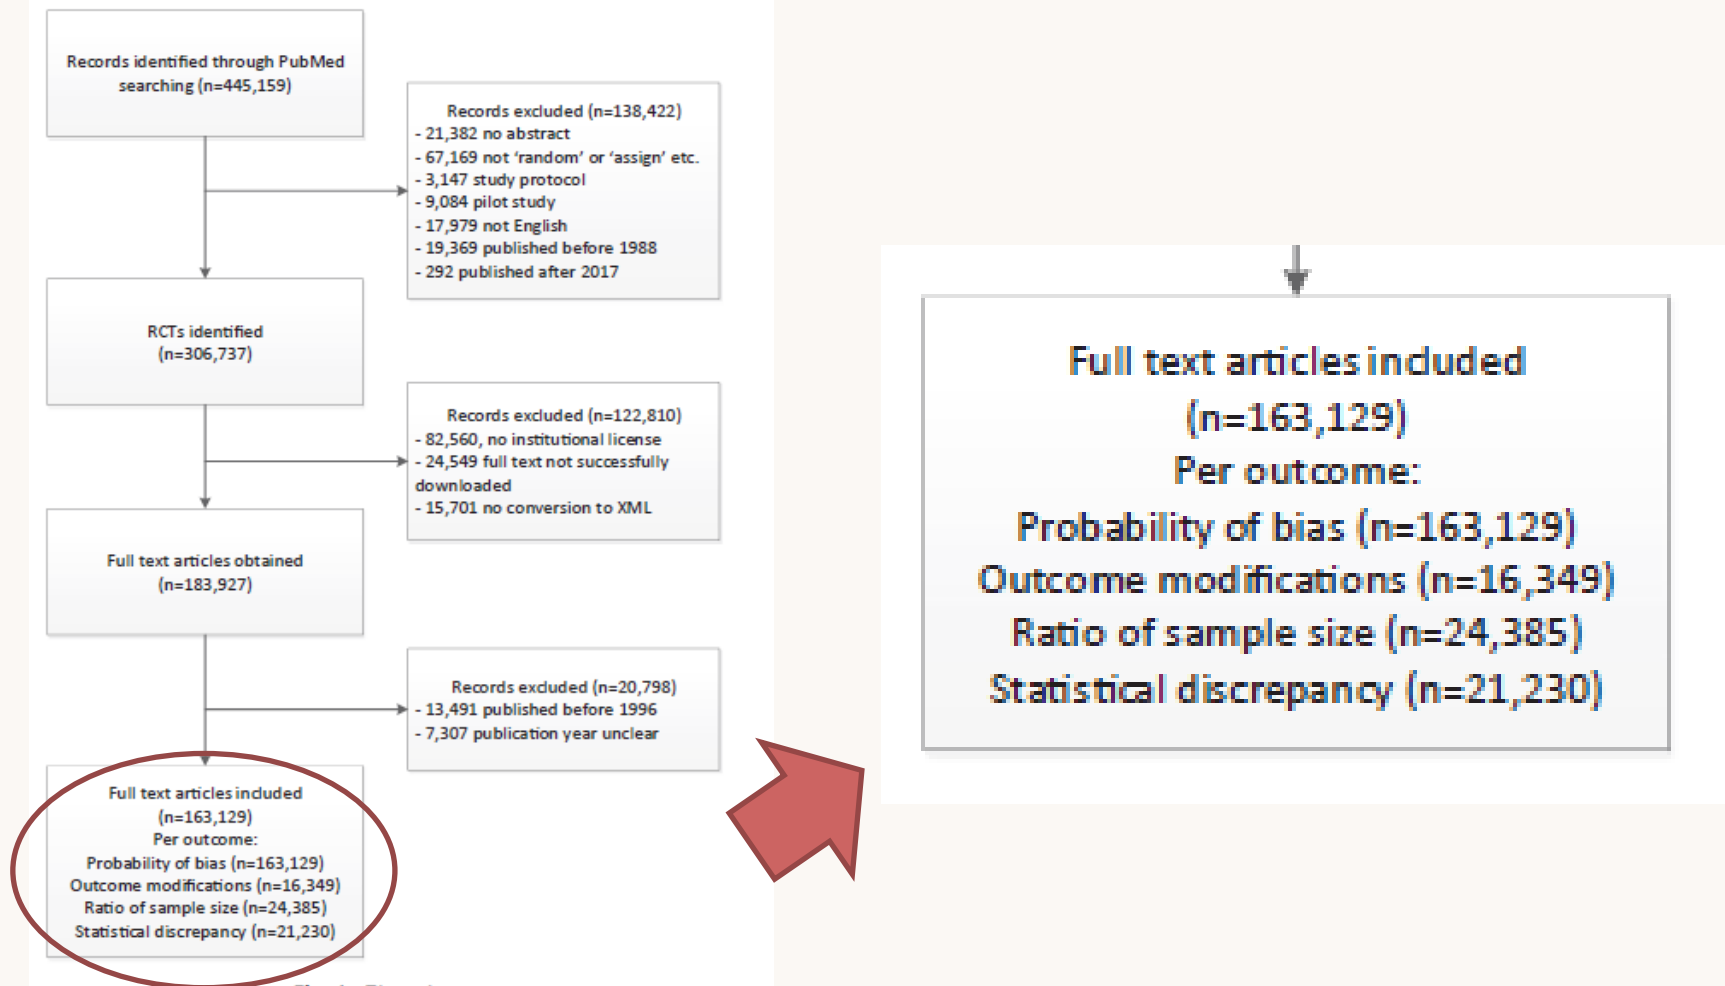 Records identified through PubMed
searching (n=445,159)
Records excluded (n=138,422)
- 21,382 no abstract
- 67,169 not ‘random’ or ‘assign’ etc.
- 3,147 study protocol
- 9,084 pilot study
- 17,979 not English
- 19,369 published before 1988
- 292 published after 2017
RCTs identified
(n=306,737)
Records excluded (n=122,810)
- 82,560, no institutional license
- 24,549 full text not successfully
downloaded
- 15,701 no conversion to XML
Full text articles obtained
(n=183,927)
Records excluded (n=20,798)
- 13,491 published before 1996
- 7,307 publication year unclear
Full text articles included
(n=163,129)
Per outcome:
Probability of bias (n=163,129)
Outcome modifications (n=16,349)
Ratio of sample size (n=24,385)
Statistical discrepancy (n=21,230)
Full text articles included
(n=163,129)
Per outcome:
Probability of bias (n=163,129)
Outcome modifications (n=16,349)
Ratio of sample size (n=24,385)
Statistical discrepancy (n=21,230)